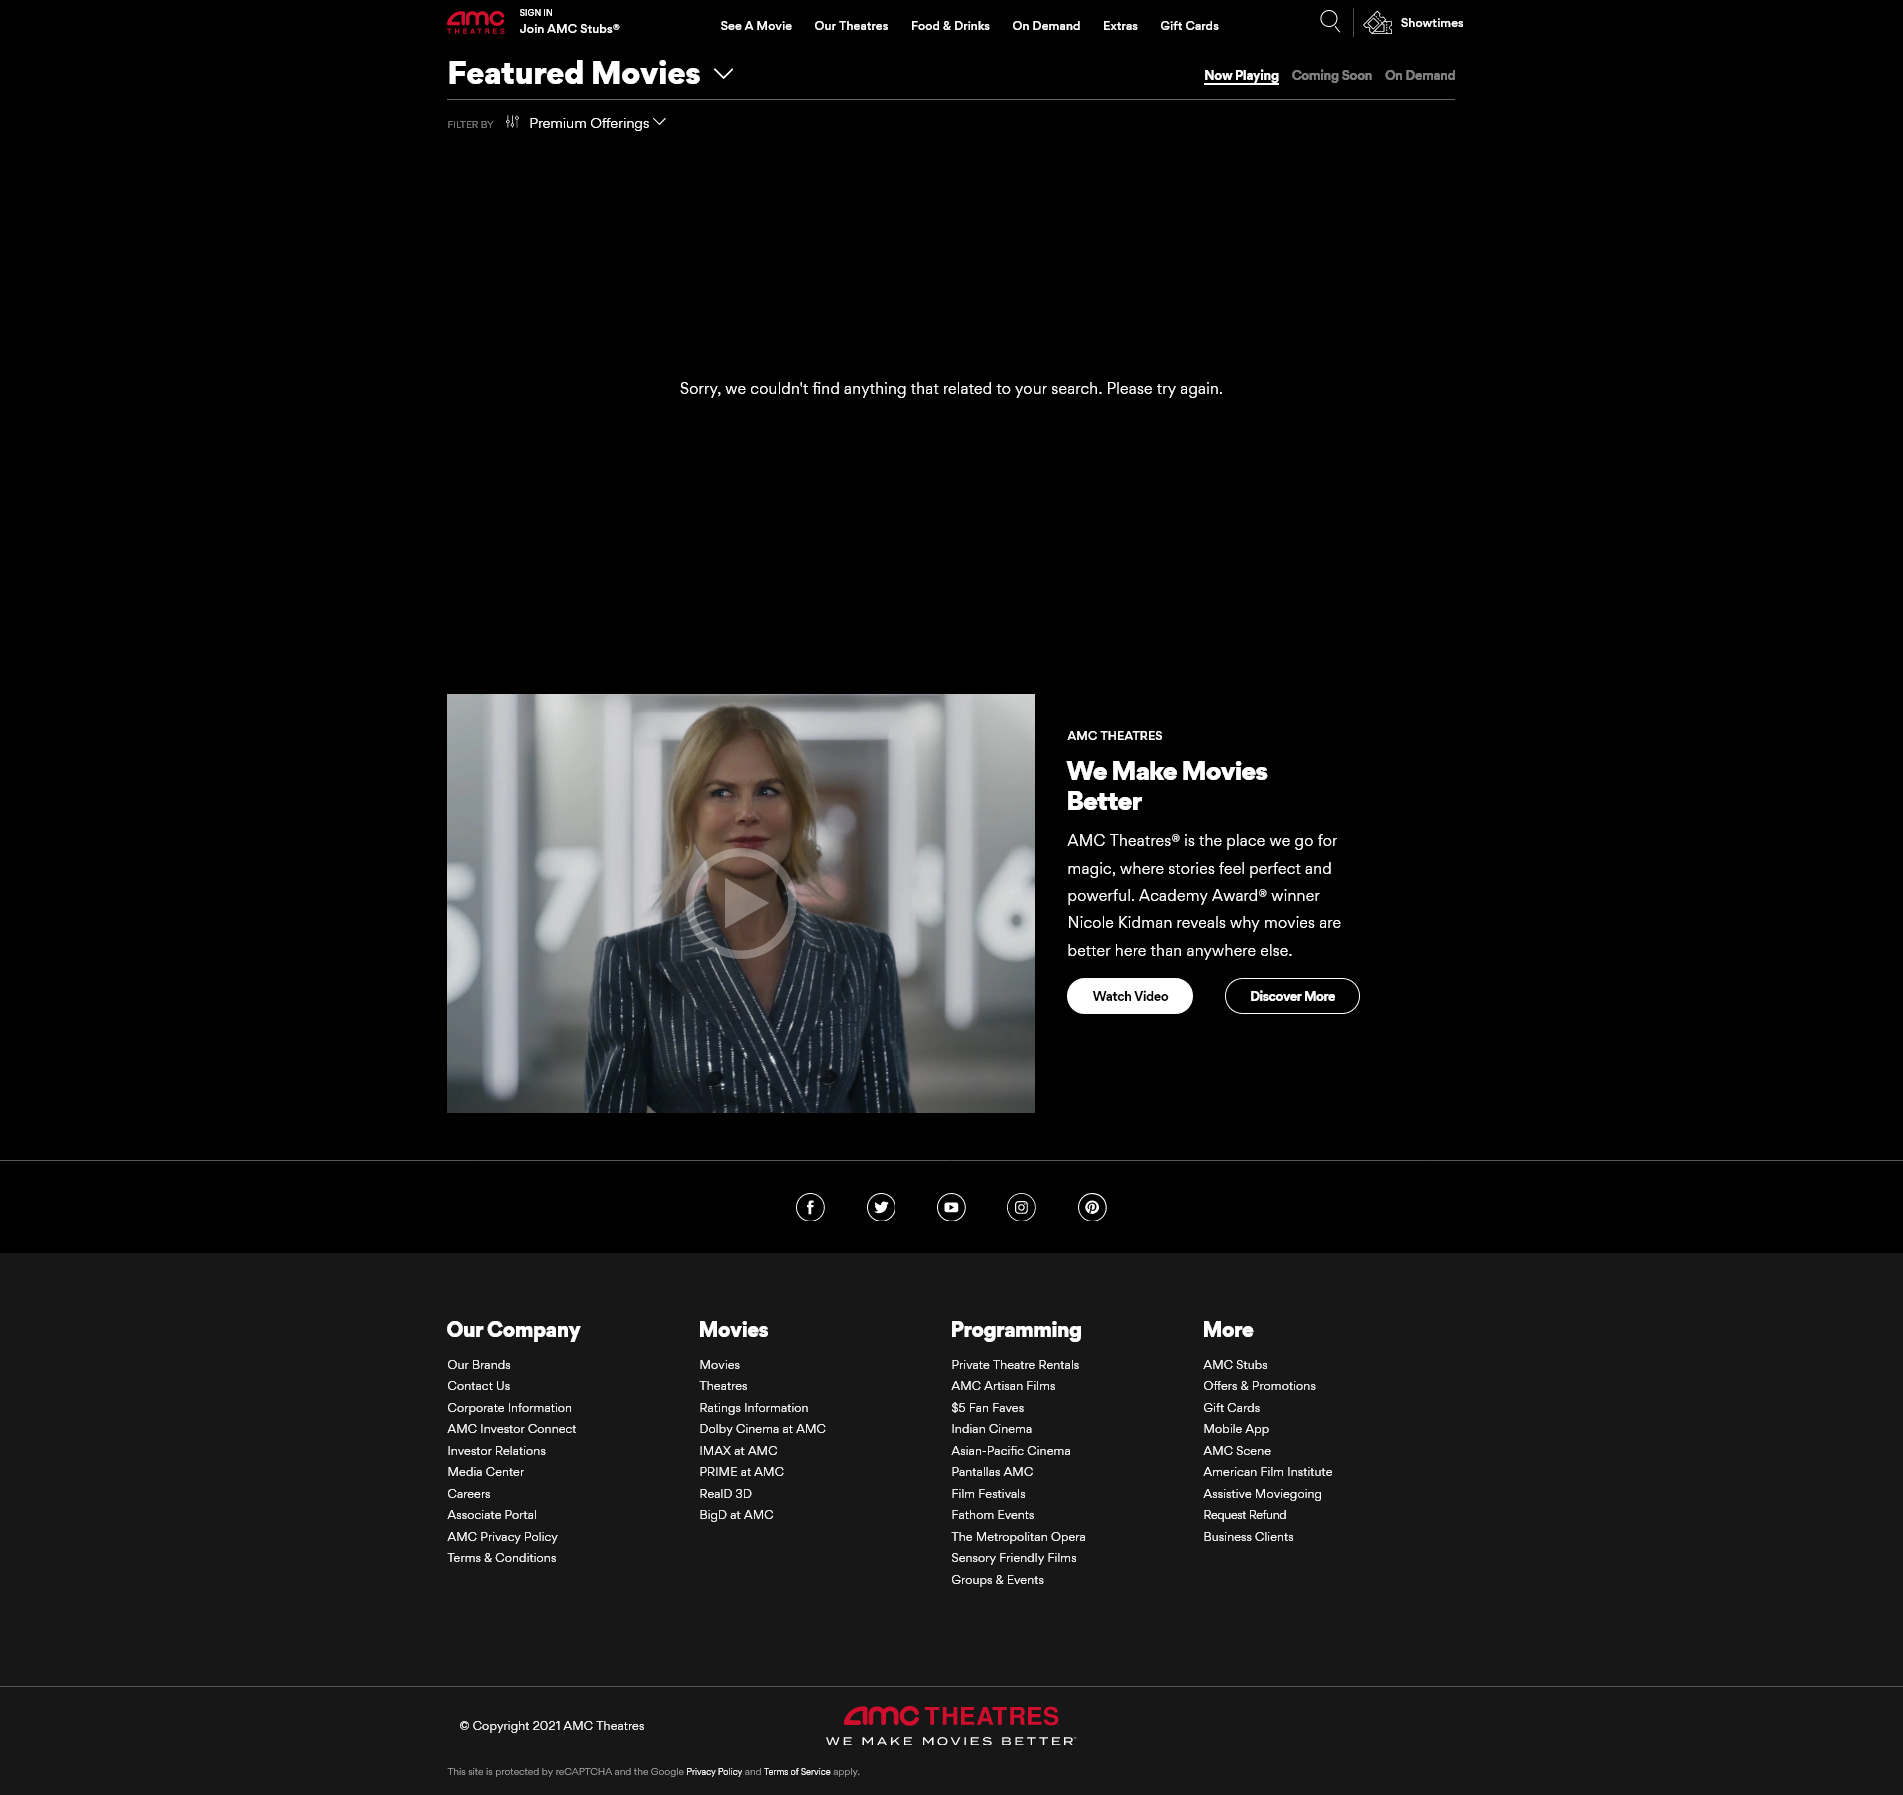 amc
THEATRES
SIGN IN
Join AMC Stubs®
See A Movie
Our Theatres
Food & Drinks
On Demand
Extras
Gift Cards
Showtimes
Featured Movies
Now Playing
Coming Soon
On Demand
FILTER BY
Premium Offerings
Sorry, we couldn't find anything that related to your search. Please try again.
5 7 6
AMC THEATRES
We Make Movies
Better
AMC Theatres® is the place we go for
magic, where stories feel perfect and
powerful. Academy Award® winner
Nicole Kidman reveals why movies are
better here than anywhere else.
Watch Video
Discover More
Our Company
Our Brands
Contact Us
Corporate Information
AMC Investor Connect
Investor Relations
Media Center
Careers
Associate Portal
AMC Privacy Policy
Terms & Conditions
Movies
Movies
Theatres
Ratings Information
Dolby Cinema at AMC
IMAX at AMC
PRIME at AMC
RealD 3D
BigD at AMC
Programming
Private Theatre Rentals
AMC Artisan Films
$5 Fan Faves
Indian Cinema
Asian-Pacific Cinema
Pantallas AMC
Film Festivals
Fathom Events
The Metropolitan Opera
Sensory Friendly Films
Groups & Events
More
AMC Stubs
Offers & Promotions
Gift Cards
Mobile App
AMC Scene
American Film Institute
Assistive Moviegoing
Request Refund
Business Clients
© Copyright 2021 AMC Theatres
amc THEATRES
WE MAKE MOVIES BETTER
This site is protected by reCAPTCHA and the Google Privacy Policy and Terms of Service apply.